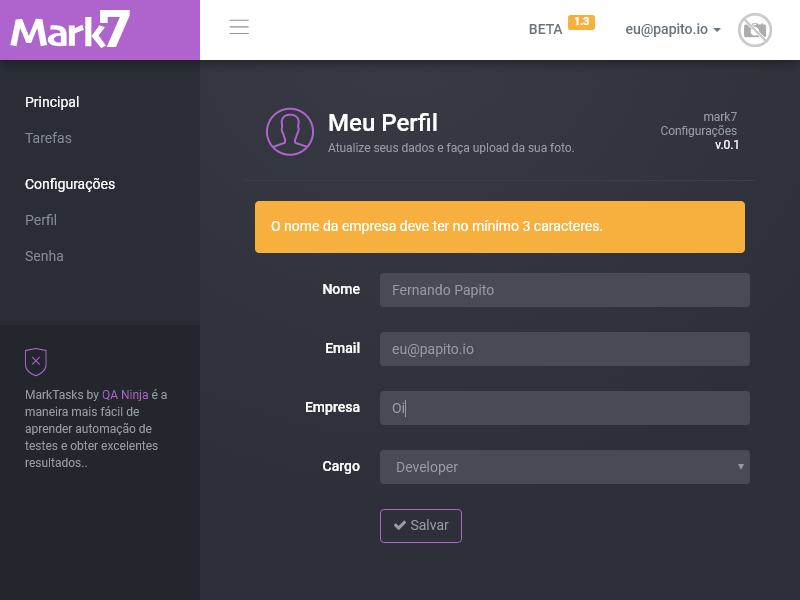 Mark7
BETA 1.3
eu@papito.io
Principal
Tarefas
Configurações
Perfil
Senha
MarkTasks by QA Ninja é a
maneira mais fácil de
aprender automação de
testes e obter excelentes
resultados..
Meu Perfil
Atualize seus dados e faça upload da sua foto.
mark7
Configurações
v.0.1
O nome da empresa deve ter no mínimo 3 caracteres.
Nome Fernando Papito
Email eu@papito.io
Empresa Oi
Cargo Developer
Salvar